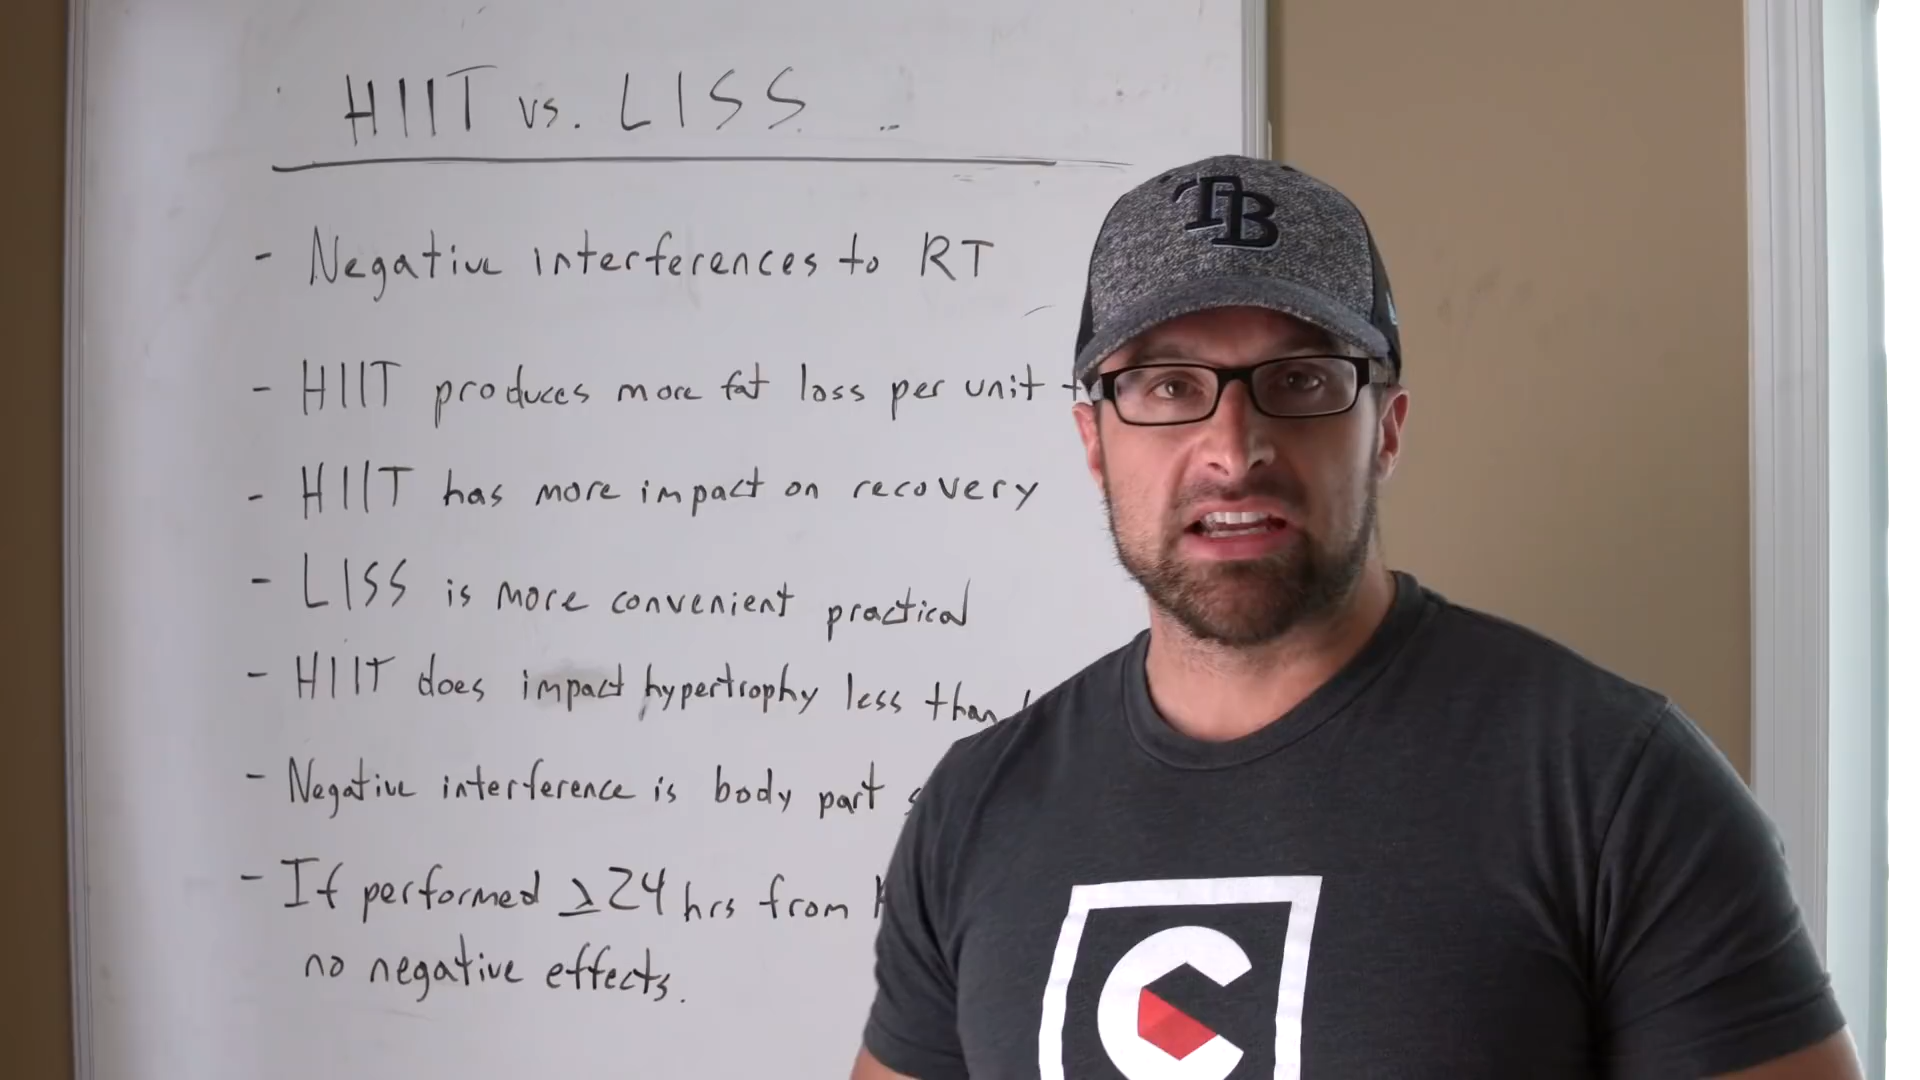 HIIT vs. LISS
- Negative interferences to RT
- HIIT produces more fat loss per unit
- HIIT has more impact on recovery
- LISS is more convenient practical
- HIIT does impact hypertrophy less than
- Negative interference is body part
- If performed ≥24 hrs from
no negative effects.
TB
C